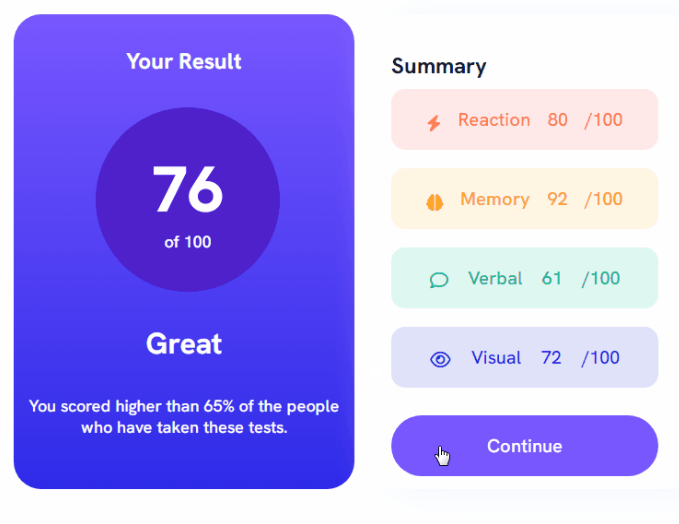 Your Result
76
of 100
Great
You scored higher than 65% of the people
who have taken these tests.
Summary
Reaction 80 /100
Memory 92 /100
Verbal 61 /100
Visual 72 /100
Continue